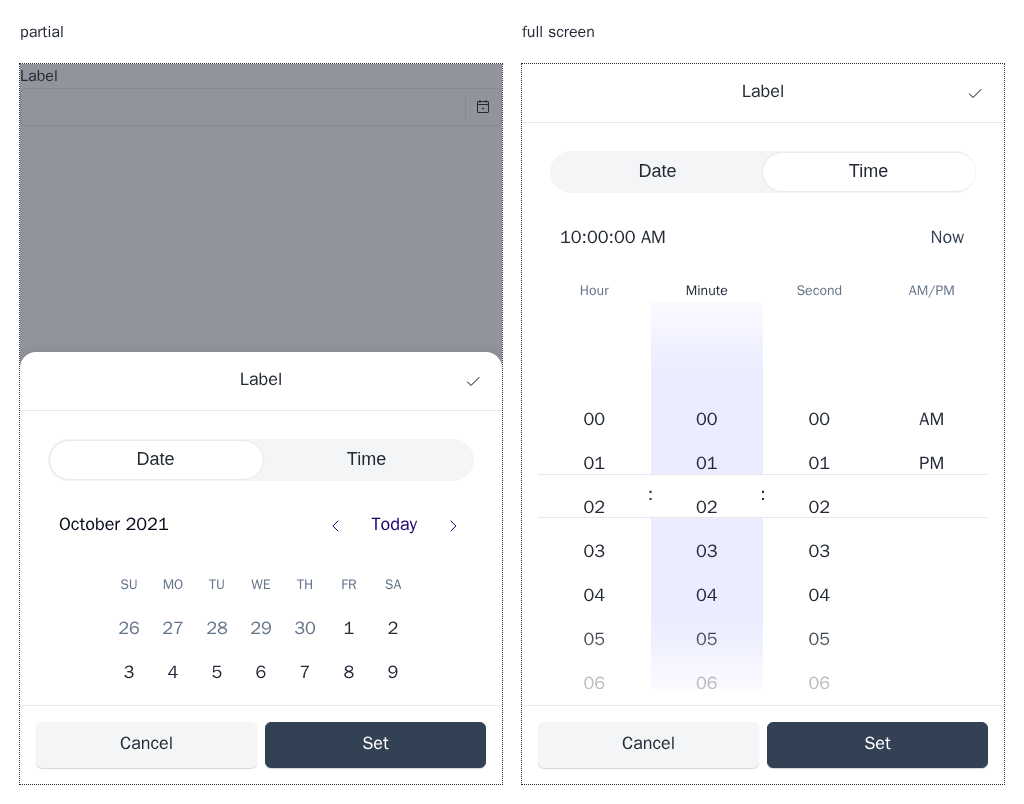 partial
Label
Label
Date Time
October 2021 Today
SU MO TU WE TH FR SA
26 27 28 29 30 1 2
3 4 5 6 7 8 9
Cancel Set
full screen
Label
Date Time
10:00:00 AM Now
Hour Minute Second AM/PM
00 00 00 AM
01 01 01 PM
02 : 02 : 02
03 03 03
04 04 04
05 05 05
06 06 06
Cancel Set